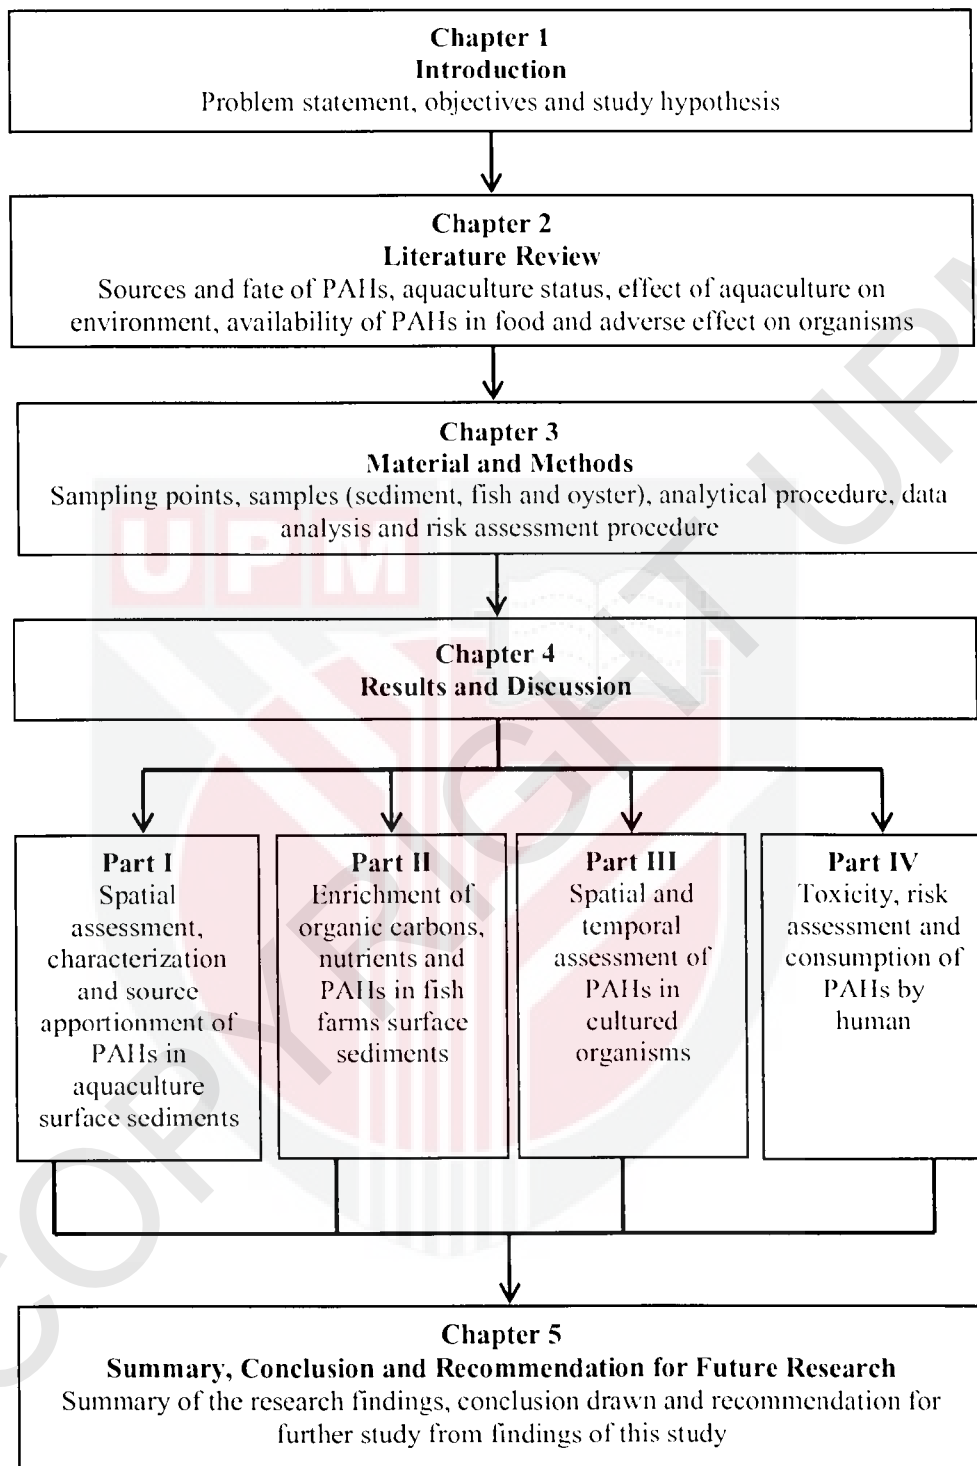 Chapter 1
Introduction
Problem statement, objectives and study hypothesis
Chapter 2
Literature Review
Sources and fate of PAHs, aquaculture status, effect of aquaculture on
environment, availability of PAHs in food and adverse effect on organisms
Chapter 3
Material and Methods
Sampling points, samples (sediment, fish and oyster), analytical procedure, data
analysis and risk assessment procedure
UPM
Chapter 4
Results and Discussion
Part I
Spatial
assessment,
characterization
and source
apportionment of
PAHs in
aquaculture
surface sediments
Part II
Enrichment of
organic carbons,
nutrients and
PAHs in fish
farms surface
sediments
Part III
Spatial and
temporal
assessment of
PAHs in
cultured
organisms
Part IV
Toxicity, risk
assessment and
consumption of
PAHs by
human
Chapter 5
Summary, Conclusion and Recommendation for Future Research
Summary of the research findings, conclusion drawn and recommendation for
further study from findings of this study
COPYRIGHT UPM